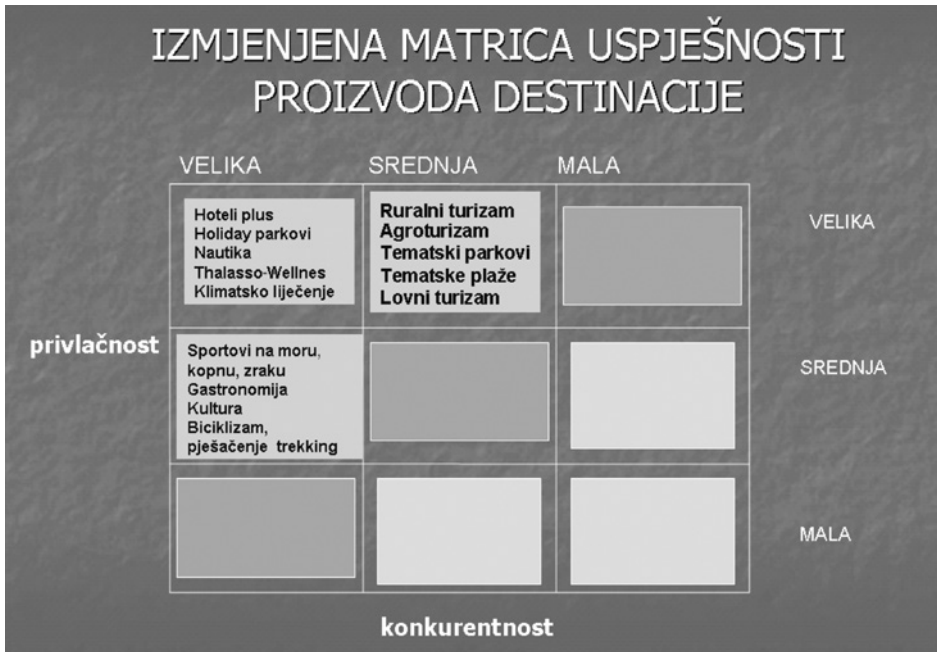 IZMJENJENA MATRICA USPJEŠNOSTI
PROIZVODA DESTINACIJE
VELIKA
SREDNJA
MALA
Hoteli plus
Holiday parkovi
Nautika
Thalasso-Wellnes
Klimatsko liječenje
Ruralni turizam
Agroturizam
Tematski parkovi
Tematske plaže
Lovni turizam
VELIKA
privlačnost
Sportovi na moru,
kopnu, zraku
Gastronomija
Kultura
Biciklizam,
pješačenje trekking
SREDNJA
MALA
konkurentnost